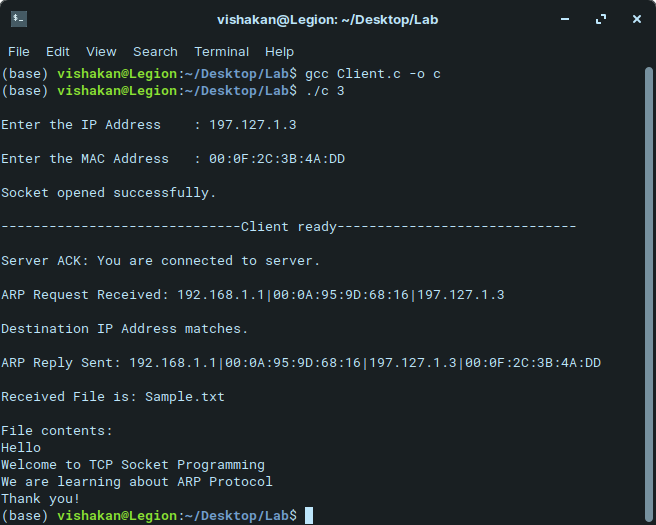 vishakan@Legion: ~/Desktop/Lab
File Edit View Search Terminal Help
(base) vishakan@Legion:~/Desktop/Lab$ gcc Client.c -o c
(base) vishakan@Legion:~/Desktop/Lab$ ./c 3
Enter the IP Address    : 197.127.1.3
Enter the MAC Address   : 00:0F:2C:3B:4A:DD
Socket opened successfully.
------------------------------Client ready------------------------------
Server ACK: You are connected to server.
ARP Request Received: 192.168.1.1|00:0A:95:9D:68:16|197.127.1.3
Destination IP Address matches.
ARP Reply Sent: 192.168.1.1|00:0A:95:9D:68:16|197.127.1.3|00:0F:2C:3B:4A:DD
Received File is: Sample.txt
File contents:
Hello
Welcome to TCP Socket Programming
We are learning about ARP Protocol
Thank you!
(base) vishakan@Legion:~/Desktop/Lab$